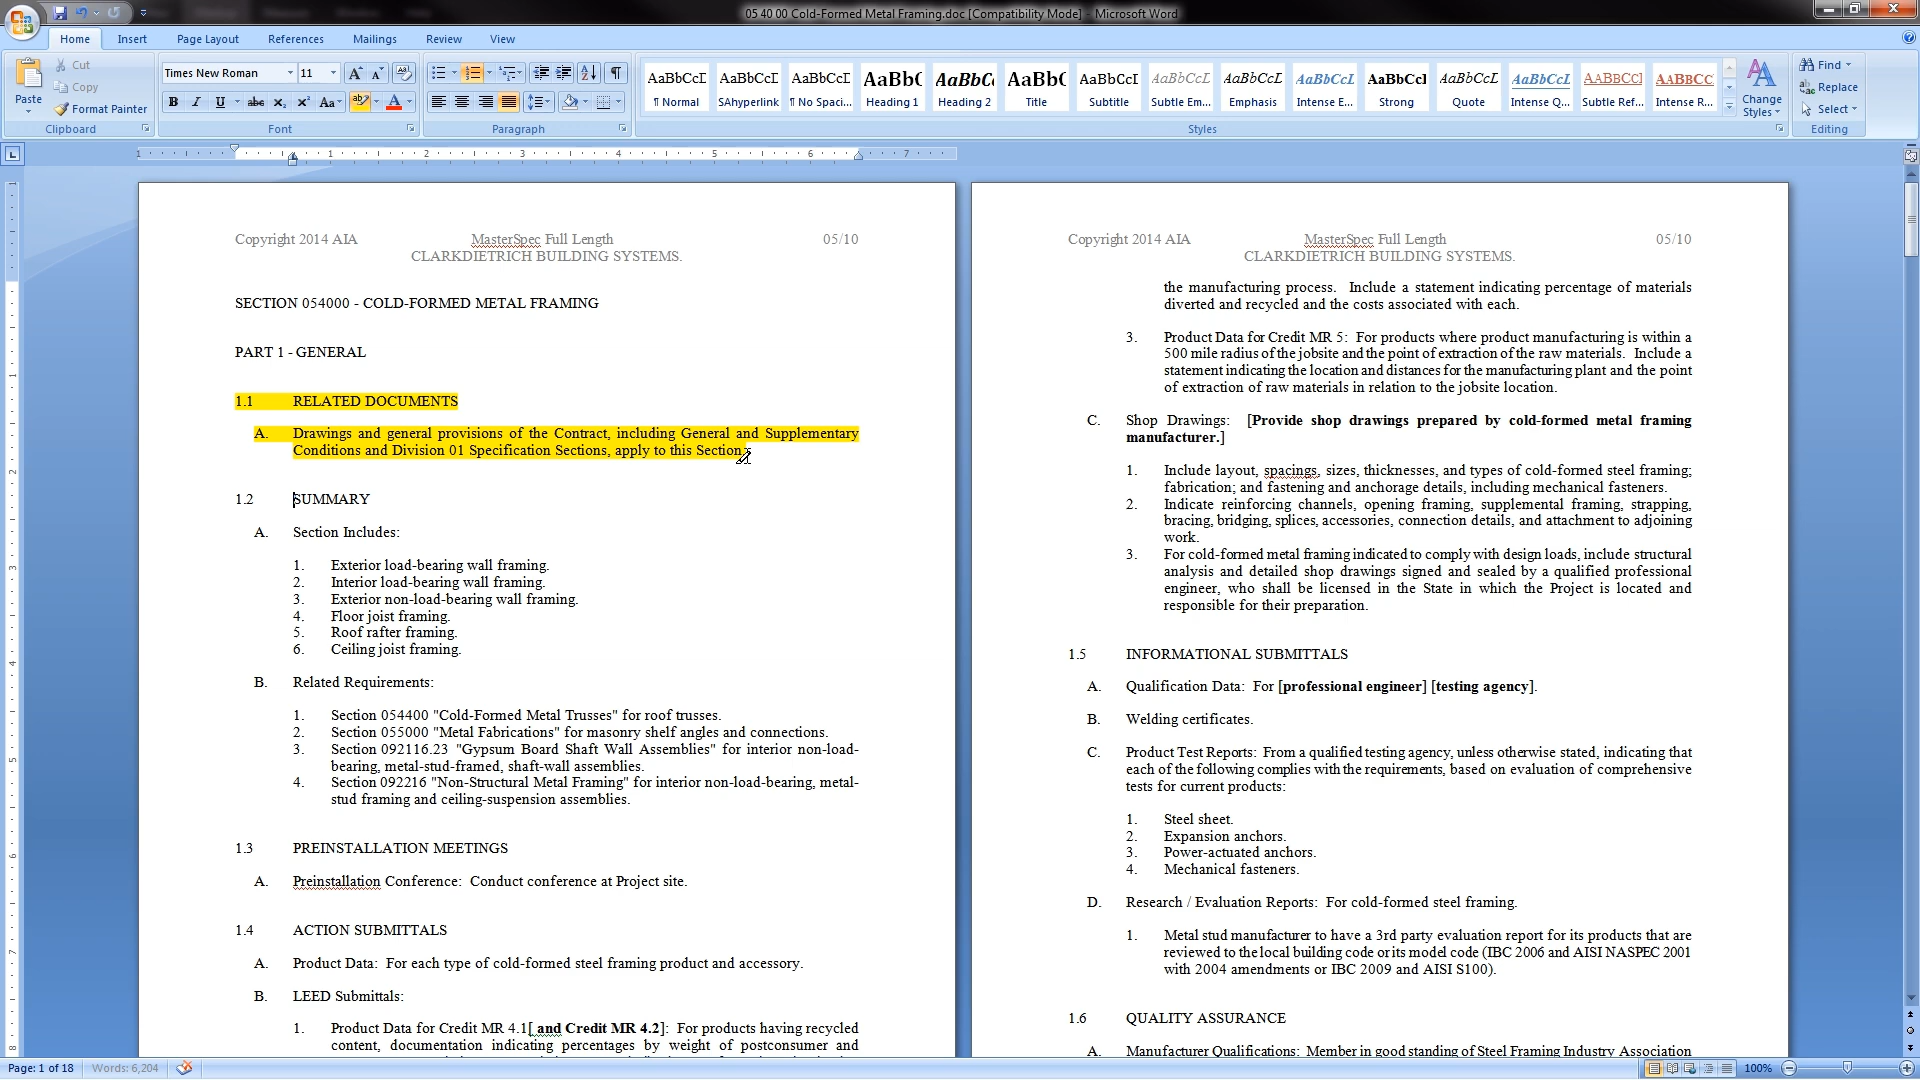 05 40 00 Cold-Formed Metal Framing.doc [Compatibility Mode] - Microsoft Word
Home Insert Page Layout References Mailings Review View
Paste
Cut
Copy
Format Painter
Clipboard
Times New Roman 11
Font
Paragraph
AaBbCcI AaBbCcI AaBbCcI AaBb( AaBbC AaBb( AaBbCcI AaBbCcL AaBbCcL AaBbCcL AaBbCcI AaBbCcL AaBbCcL AABBCCI AABBCC
¶ Normal SAhyperlink ¶ No Spaci... Heading 1 Heading 2 Title Subtitle Subtle Em... Emphasis Intense E... Strong Quote Intense Q... Subtle Ref... Intense R...
Change
Styles
Styles
Find
Replace
Select
Editing
1 1 2 3 4 5 6 7
Copyright 2014 AIA MasterSpec Full Length 05/10
CLARKDIETRICH BUILDING SYSTEMS.
SECTION 054000 - COLD-FORMED METAL FRAMING
PART 1 - GENERAL
1.1 RELATED DOCUMENTS
A. Drawings and general provisions of the Contract, including General and Supplementary
Conditions and Division 01 Specification Sections, apply to this Section.
1.2 SUMMARY
A. Section Includes:
1. Exterior load-bearing wall framing.
2. Interior load-bearing wall framing.
3. Exterior non-load-bearing wall framing.
4. Floor joist framing.
5. Roof rafter framing.
6. Ceiling joist framing.
B. Related Requirements:
1. Section 054400 "Cold-Formed Metal Trusses" for roof trusses.
2. Section 055000 "Metal Fabrications" for masonry shelf angles and connections.
3. Section 092116.23 "Gypsum Board Shaft Wall Assemblies" for interior non-load-
bearing, metal-stud-framed, shaft-wall assemblies.
4. Section 092216 "Non-Structural Metal Framing" for interior non-load-bearing, metal-
stud framing and ceiling-suspension assemblies.
1.3 PREINSTALLATION MEETINGS
A. Preinstallation Conference: Conduct conference at Project site.
1.4 ACTION SUBMITTALS
A. Product Data: For each type of cold-formed steel framing product and accessory.
B. LEED Submittals:
1. Product Data for Credit MR 4.1[ and Credit MR 4.2]: For products having recycled
content, documentation indicating percentages by weight of postconsumer and
Copyright 2014 AIA MasterSpec Full Length 05/10
CLARKDIETRICH BUILDING SYSTEMS.
the manufacturing process. Include a statement indicating percentage of materials
diverted and recycled and the costs associated with each.
3. Product Data for Credit MR 5: For products where product manufacturing is within a
500 mile radius of the jobsite and the point of extraction of the raw materials. Include a
statement indicating the location and distances for the manufacturing plant and the point
of extraction of raw materials in relation to the jobsite location.
C. Shop Drawings: [Provide shop drawings prepared by cold-formed metal framing
manufacturer.]
1. Include layout, spacings, sizes, thicknesses, and types of cold-formed steel framing;
fabrication; and fastening and anchorage details, including mechanical fasteners.
2. Indicate reinforcing channels, opening framing, supplemental framing, strapping,
bracing, bridging, splices, accessories, connection details, and attachment to adjoining
work.
3. For cold-formed metal framing indicated to comply with design loads, include structural
analysis and detailed shop drawings signed and sealed by a qualified professional
engineer, who shall be licensed in the State in which the Project is located and
responsible for their preparation.
1.5 INFORMATIONAL SUBMITTALS
A. Qualification Data: For [professional engineer] [testing agency].
B. Welding certificates.
C. Product Test Reports: From a qualified testing agency, unless otherwise stated, indicating that
each of the following complies with the requirements, based on evaluation of comprehensive
tests for current products:
1. Steel sheet.
2. Expansion anchors.
3. Power-actuated anchors.
4. Mechanical fasteners.
D. Research / Evaluation Reports: For cold-formed steel framing.
1. Metal stud manufacturer to have a 3rd party evaluation report for its products that are
reviewed to the local building code or its model code (IBC 2006 and AISI NASPEC 2001
with 2004 amendments or IBC 2009 and AISI S100).
1.6 QUALITY ASSURANCE
A. Manufacturer Qualifications: Member in good standing of Steel Framing Industry Association
Page: 1 of 18 Words: 6,204 100%